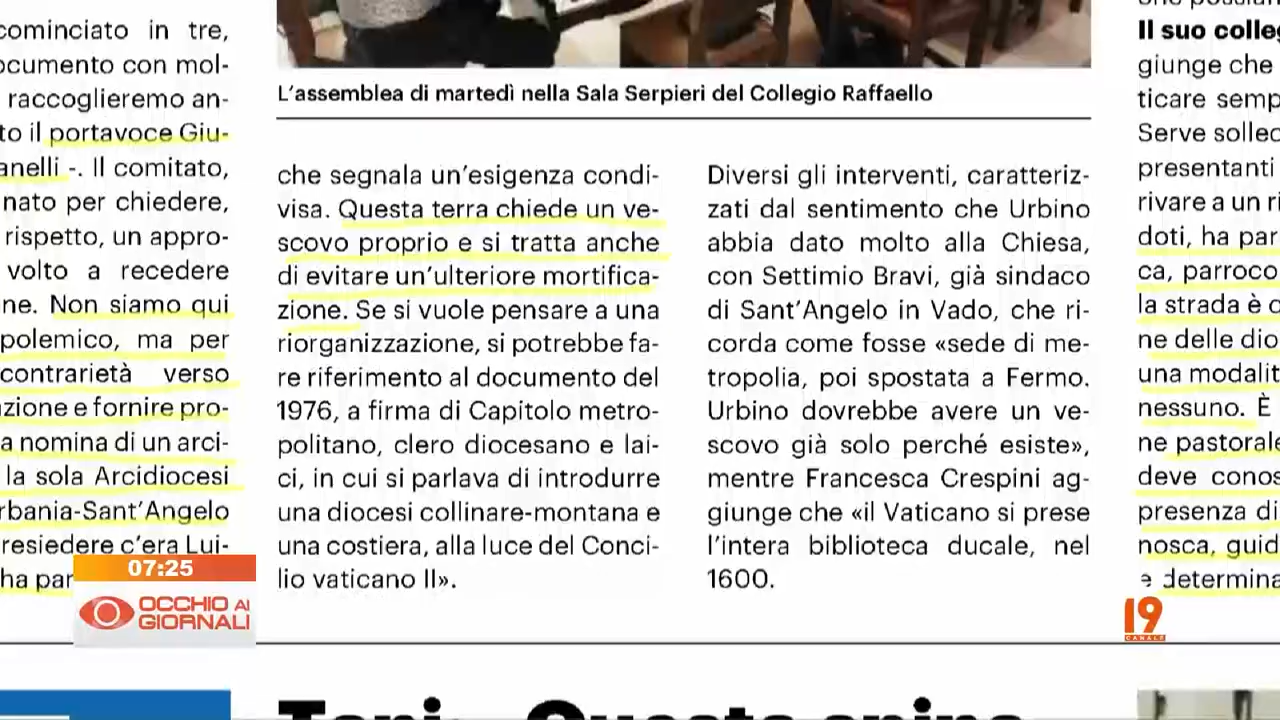 cominciato in tre,
ocumento con mol-
raccoglieremo an-
to il portavoce Giu-
anelli -. Il comitato,
nato per chiedere,
rispetto, un appro-
volto a recedere
ne. Non siamo qui
polemico, ma per
contrarietà verso
azione e fornire pro-
a nomina di un arci-
la sola Arcidiocesi
rbania-Sant'Angelo
resiedere c'era Lui-
ha par
L'assemblea di martedì nella Sala Serpieri del Collegio Raffaello
che segnala un'esigenza condi-
visa. Questa terra chiede un ve-
scovo proprio e si tratta anche
di evitare un'ulteriore mortifica-
zione. Se si vuole pensare a una
riorganizzazione, si potrebbe fa-
re riferimento al documento del
1976, a firma di Capitolo metro-
politano, clero diocesano e lai-
ci, in cui si parlava di introdurre
una diocesi collinare-montana e
una costiera, alla luce del Conci-
lio vaticano II».
Diversi gli interventi, caratteriz-
zati dal sentimento che Urbino
abbia dato molto alla Chiesa,
con Settimio Bravi, già sindaco
di Sant'Angelo in Vado, che ri-
corda come fosse «sede di me-
tropolia, poi spostata a Fermo.
Urbino dovrebbe avere un ve-
scovo già solo perché esiste»,
mentre Francesca Crespini ag-
giunge che «il Vaticano si prese
l'intera biblioteca ducale, nel
1600.
Il suo colleg
giunge che
ticare semp
Serve sollec
presentanti
rivare a un ri
doti, ha par
ca, parroco
la strada è c
ne delle dio
una modalit
nessuno. È
ne pastorale
deve conos
presenza di
nosca, guid
e determina
07:25
OCCHIO AI
GIORNALI
19
CANALE